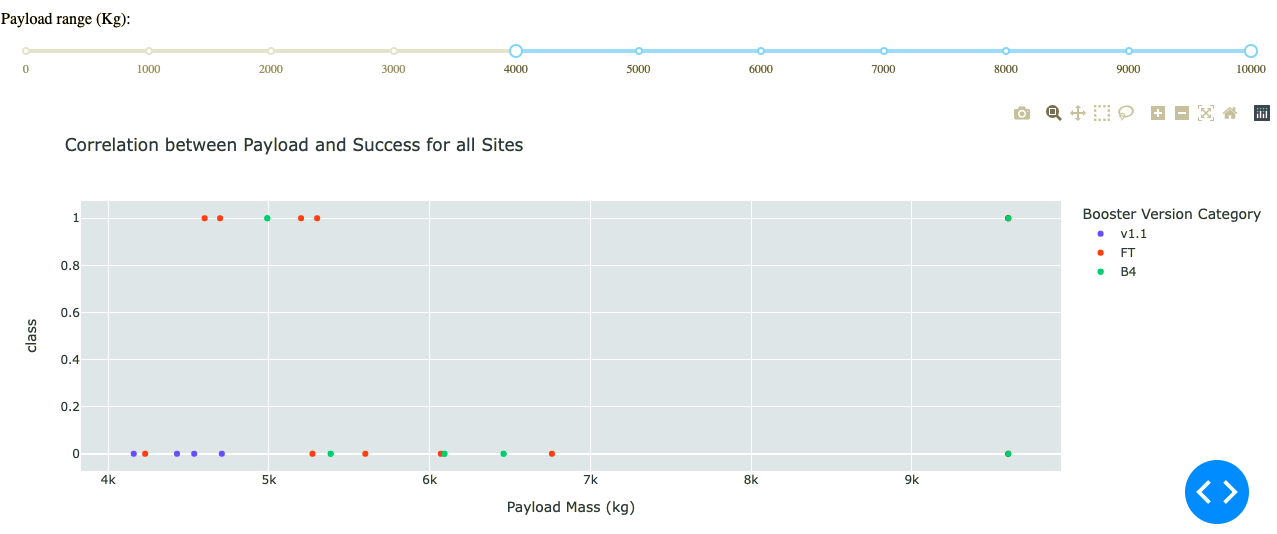 Payload range (Kg):
0 1000 2000 3000 4000 5000 6000 7000 8000 9000 10000
Correlation between Payload and Success for all Sites
Booster Version Category
v1.1
FT
B4
1
0.8
0.6
0.4
0.2
0
class
4k 5k 6k 7k 8k 9k
Payload Mass (kg)